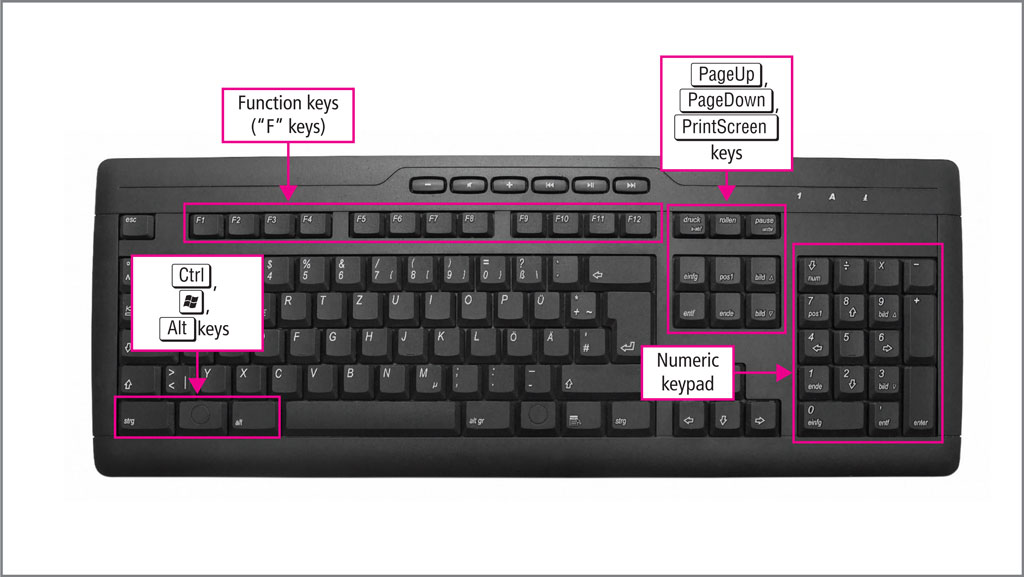 PageUp,
PageDown,
PrintScreen
keys
Function keys
(“F” keys)
esc F1 F2 F3 F4 F5 F6 F7 F8 F9 F10 F11 F12 druck rollen pause
1 A
Ctrl,
,
Alt keys
$ 4 % 5 & 6 / 7 { ( 8 [ ) 9 ] = 0 } ? ß \ einfg pos1 bild num ÷ X −
R T Z U I O P Ü * + ~ entf ende bild 7 pos1 8 9 bild +
F G H J K L Ö Ä ' # 4 5 6
Numeric
keypad
> < | Y X C V B N M µ ; , : . _ - 1 ende 2 3 bild
strg alt alt gr strg 0 einfg , entf enter